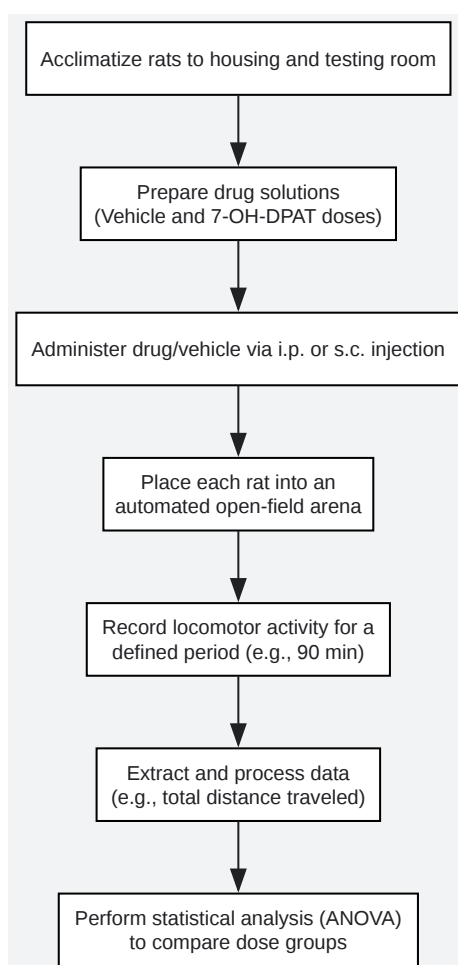 Acclimatize rats to housing and testing room
Prepare drug solutions
(Vehicle and 7-OH-DPAT doses)
Administer drug/vehicle via i.p. or s.c. injection
Place each rat into an
automated open-field arena
Record locomotor activity for a
defined period (e.g., 90 min)
Extract and process data
(e.g., total distance traveled)
Perform statistical analysis (ANOVA)
to compare dose groups